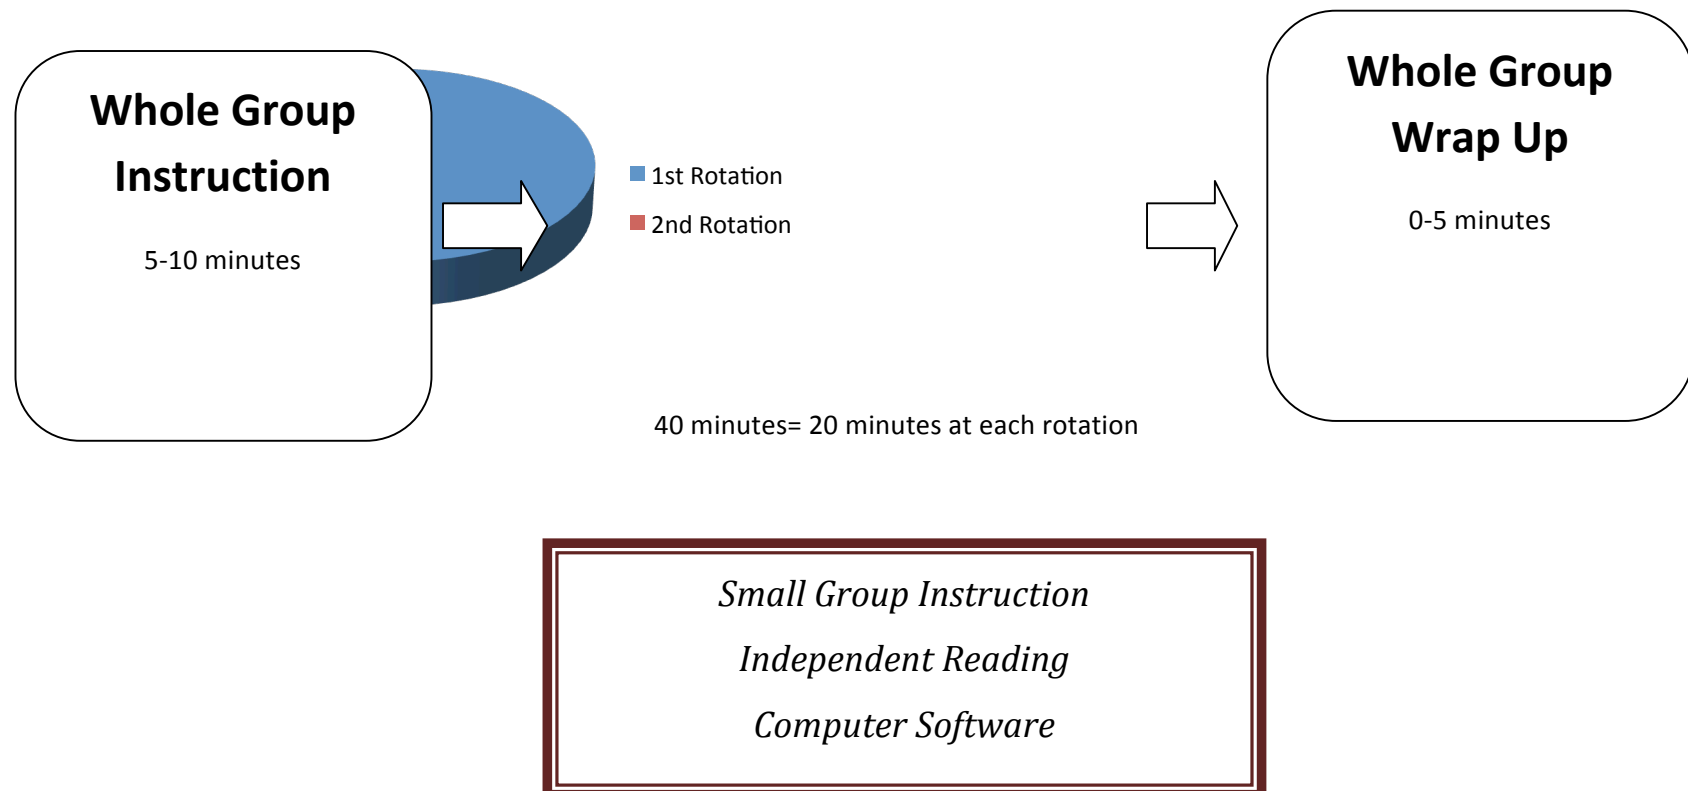 Whole Group
Instruction
5-10 minutes
1st Rotation
2nd Rotation
Whole Group
Wrap Up
0-5 minutes
40 minutes= 20 minutes at each rotation
Small Group Instruction
Independent Reading
Computer Software